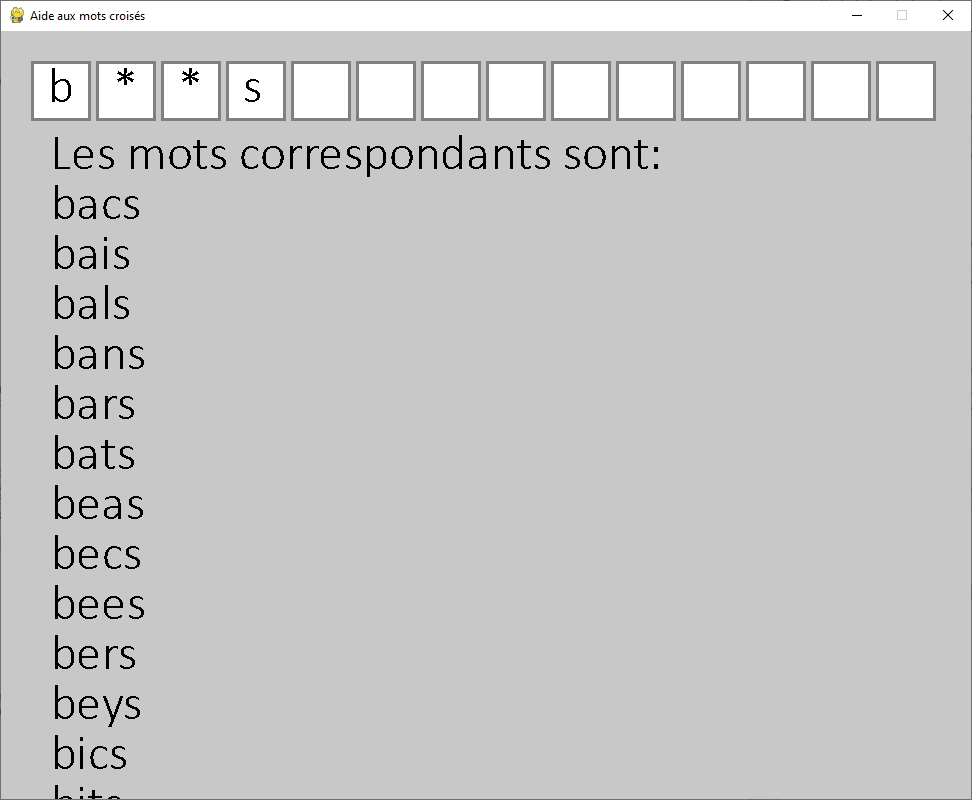 Aide aux mots croisés
b * * s
Les mots correspondants sont:
bacs
bais
bals
bans
bars
bats
beas
becs
bees
bers
beys
bics